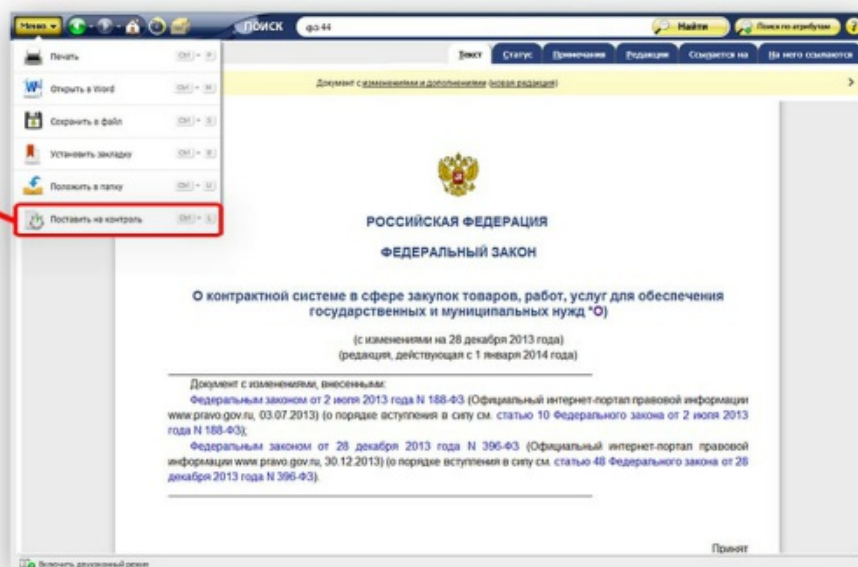 Меню
ПОИСК
фз 44
Найти
Поиск по атрибутам
?
Печать
Ctrl + P
Открыть в Word
Сохранить в файл
Ctrl + S
Установить закладку
Положить в папку
Ctrl + U
Поставить на контроль
Ctrl + L
Текст
Статус
Примечания
Редакции
Ссылается на
На него ссылаются
Документ с изменениями и дополнениями (новая редакция)
РОССИЙСКАЯ ФЕДЕРАЦИЯ
ФЕДЕРАЛЬНЫЙ ЗАКОН
О контрактной системе в сфере закупок товаров, работ, услуг для обеспечения
государственных и муниципальных нужд *О)
(с изменениями на 28 декабря 2013 года)
(редакция, действующая с 1 января 2014 года)
Документ с изменениями, внесенными:
Федеральным законом от 2 июля 2013 года N 188-ФЗ (Официальный интернет-портал правовой информации
www.pravo.gov.ru, 03.07.2013) (о порядке вступления в силу см. статью 10 Федерального закона от 2 июля 2013
года N 188-ФЗ);
Федеральным законом от 28 декабря 2013 года N 396-ФЗ (Официальный интернет-портал правовой
информации www.pravo.gov.ru, 30.12.2013) (о порядке вступления в силу см. статью 48 Федерального закона от 28
декабря 2013 года N 396-ФЗ).
Принят
Включить двухоконный режим